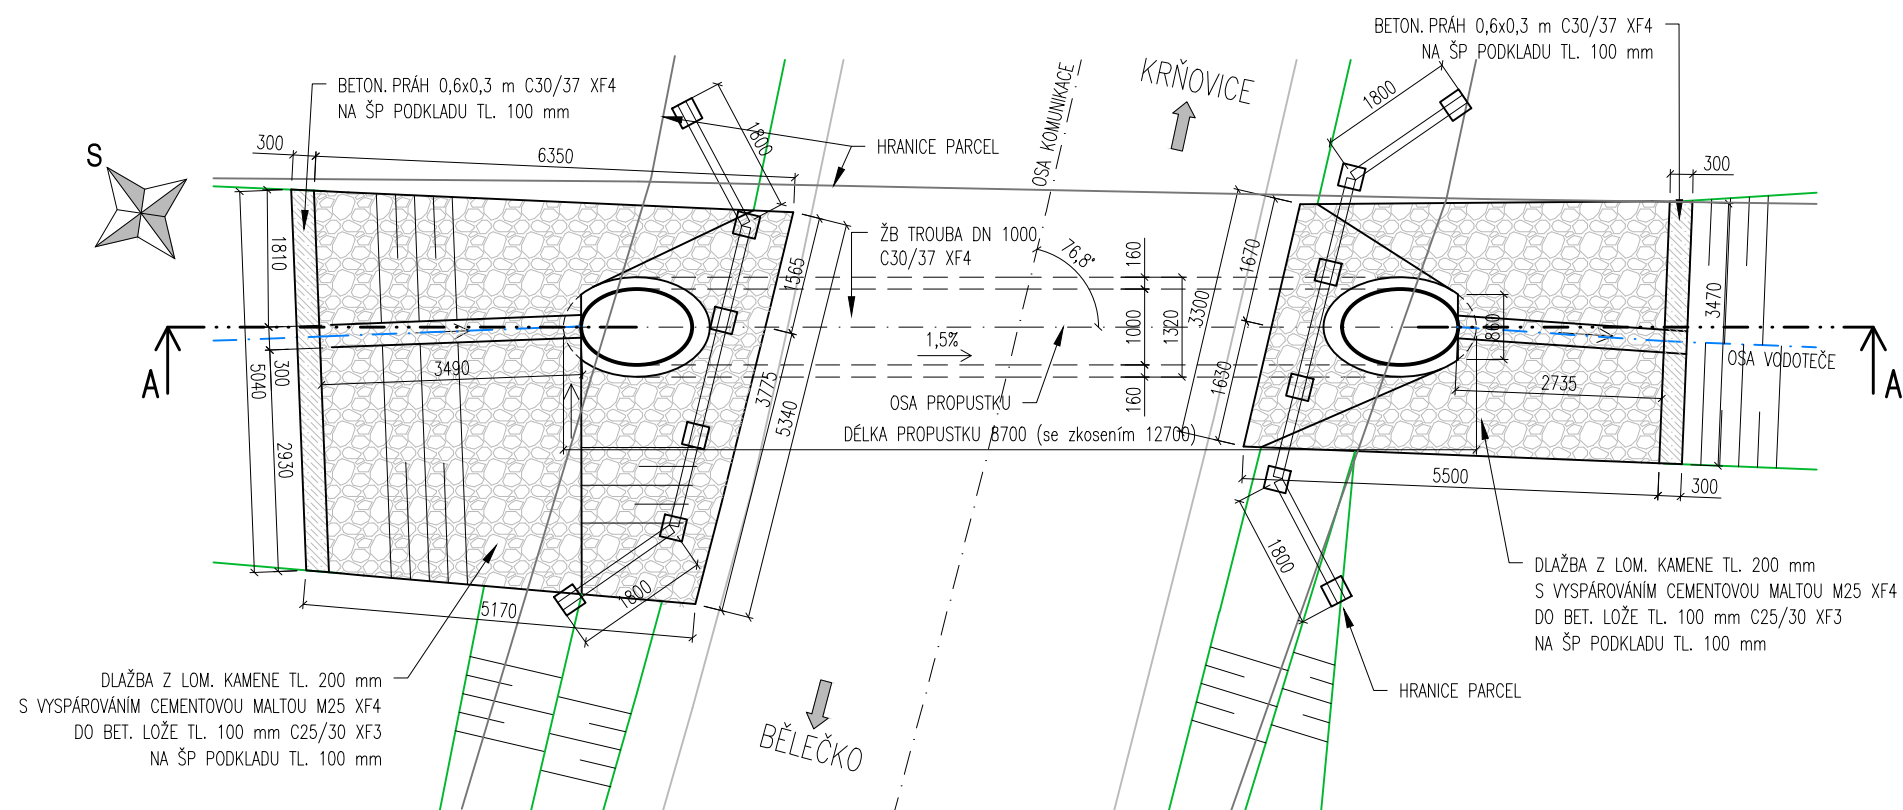 BETON. PRÁH 0,6x0,3 m C30/37 XF4
NA ŠP PODKLADU TL. 100 mm
BETON. PRÁH 0,6x0,3 m C30/37 XF4
NA ŠP PODKLADU TL. 100 mm
KRŇOVICE
OSA KOMUNIKACE
1800
1800
HRANICE PARCEL
S
300
6350
300
ŽB TROUBA DN 1000
C30/37 XF4
76,8°
160
1000
160
1320
1810
300
2930
5040
1565
3775
5340
1670
3300
1630
860
3470
3490
1,5%
2735
OSA VODOTEČE
A
A
OSA PROPUSTKU
DÉLKA PROPUSTKU 8700 (se zkosením 12700)
5500
300
1800
1800
5170
DLAŽBA Z LOM. KAMENE TL. 200 mm
S VYSPÁROVÁNÍM CEMENTOVOU MALTOU M25 XF4
DO BET. LOŽE TL. 100 mm C25/30 XF3
NA ŠP PODKLADU TL. 100 mm
DLAŽBA Z LOM. KAMENE TL. 200 mm
S VYSPÁROVÁNÍM CEMENTOVOU MALTOU M25 XF4
DO BET. LOŽE TL. 100 mm C25/30 XF3
NA ŠP PODKLADU TL. 100 mm
HRANICE PARCEL
BĚLEČKO